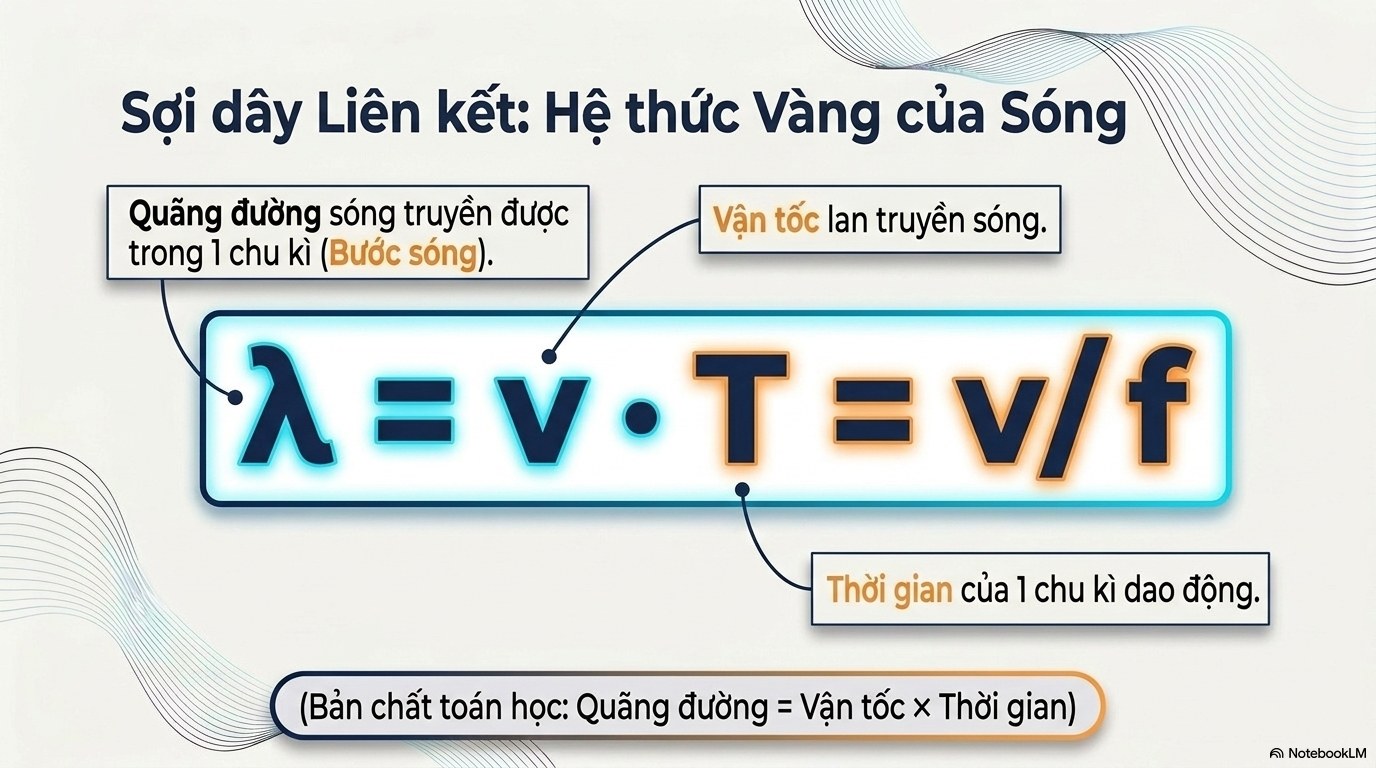 Sợi dây Liên kết: Hệ thức Vàng của Sóng
Quãng đường sóng truyền được
trong 1 chu kì (Bước sóng).
Vận tốc lan truyền sóng.
λ = v • T = v/f
Thời gian của 1 chu kì dao động.
(Bản chất toán học: Quãng đường = Vận tốc × Thời gian)
NotebookLM